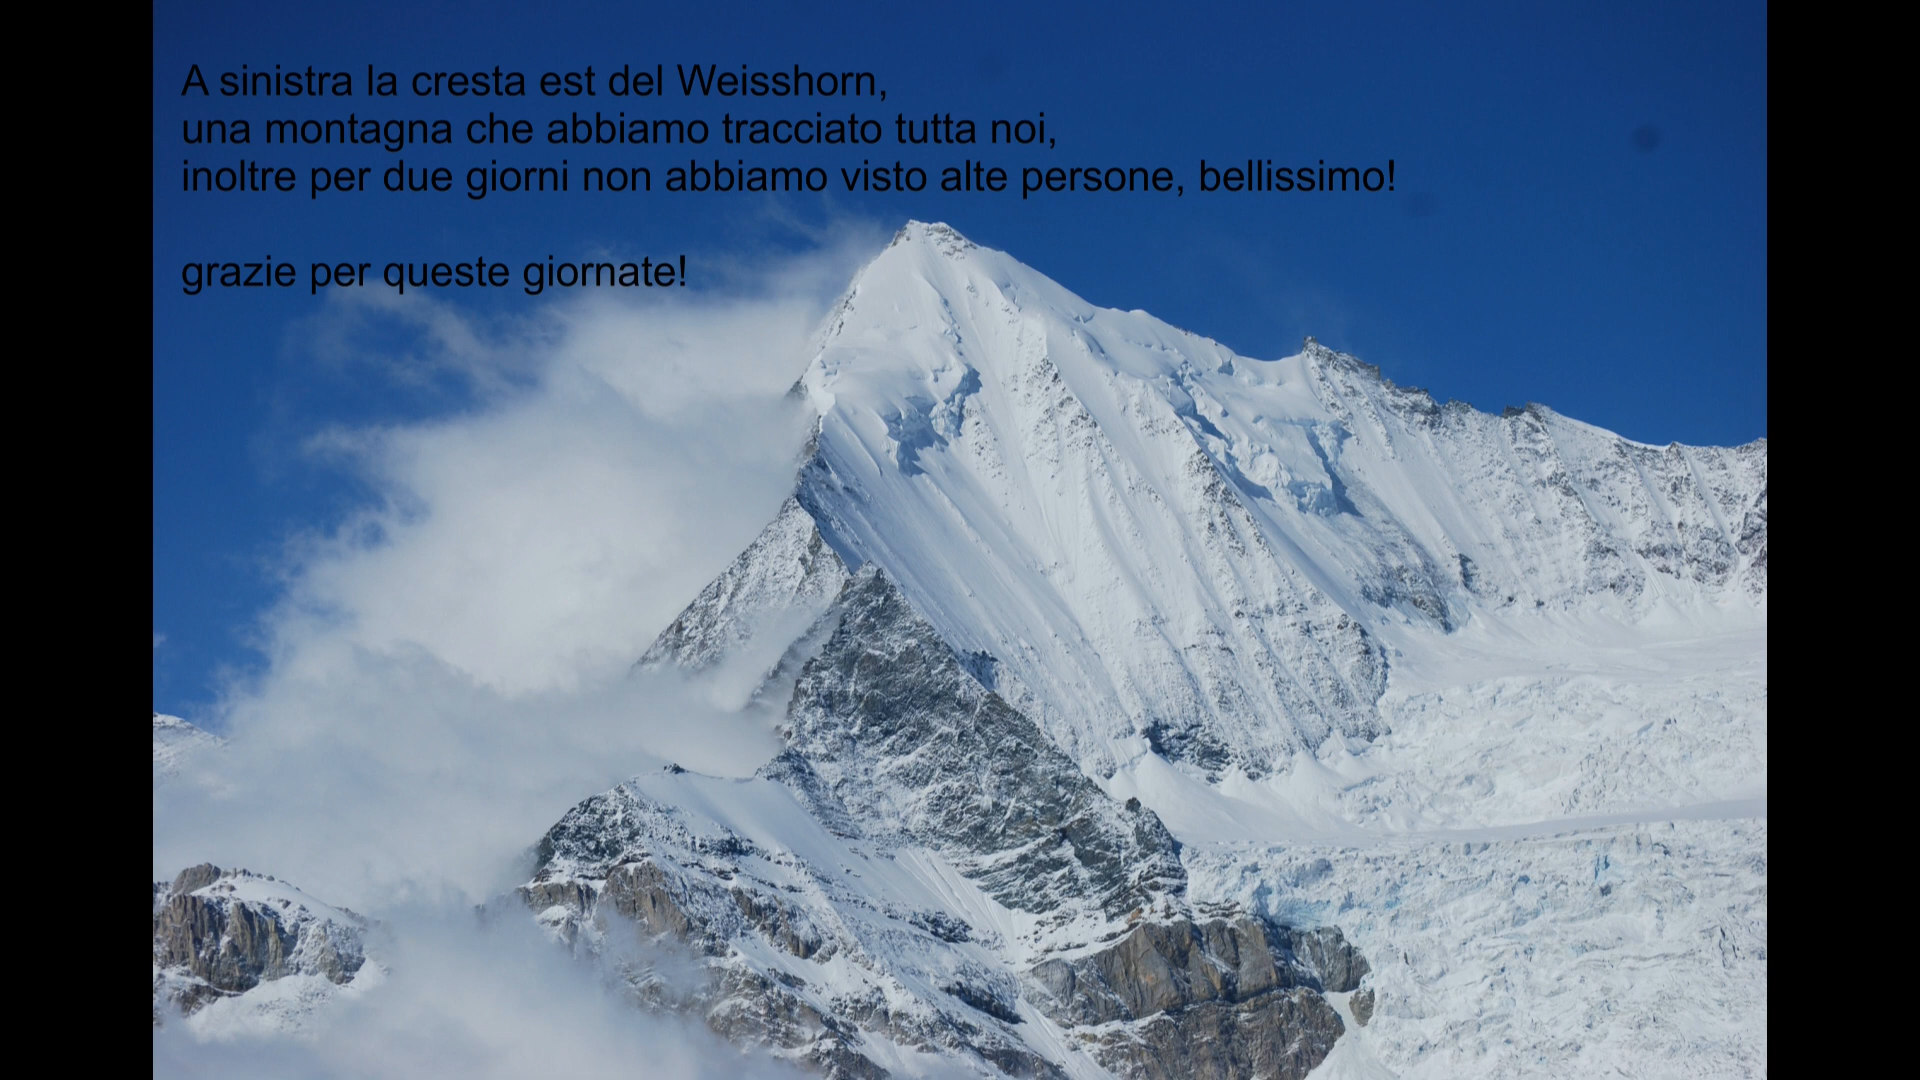 A sinistra la cresta est del Weisshorn,
una montagna che abbiamo tracciato tutta noi,
inoltre per due giorni non abbiamo visto alte persone, bellissimo!
grazie per queste giornate!